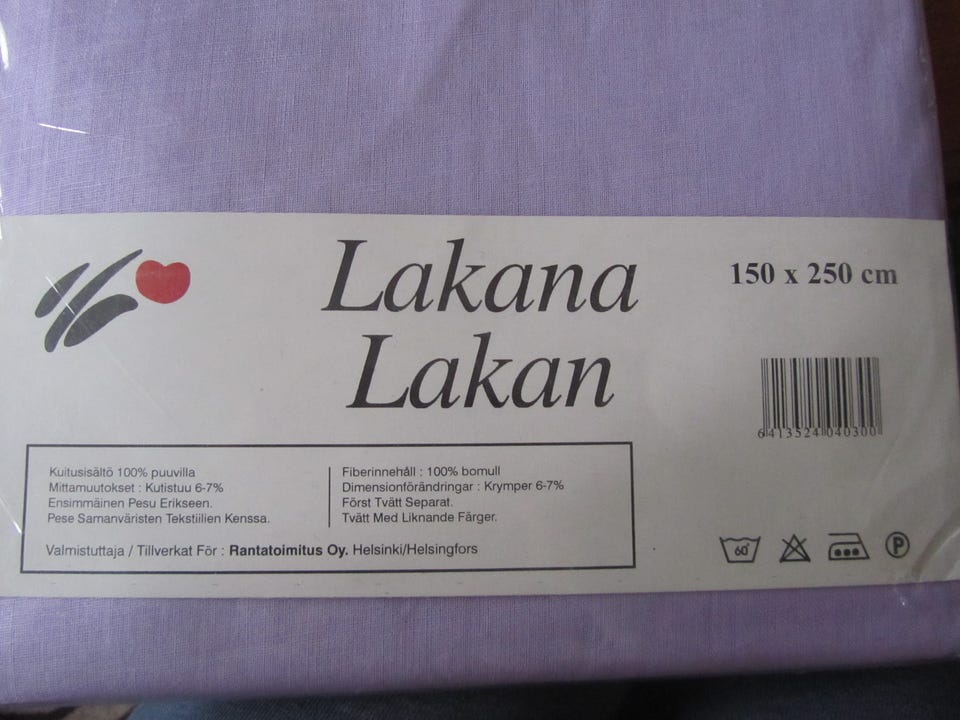 Lakana
Lakan
150 x 250 cm
6413524 040300
Kuitusisältö 100% puuvilla
Mittamuutokset : Kutistuu 6-7%
Ensimmäinen Pesu Erikseen.
Pese Samanväristen Tekstiilien Kenssa.
Fiberinnehåll : 100% bomull
Dimensionförändringar : Krymper 6-7%
Först Tvätt Separat.
Tvätt Med Liknande Färger.
Valmistuttaja / Tillverkat För : Rantatoimitus Oy. Helsinki/Helsingfors
60°
P